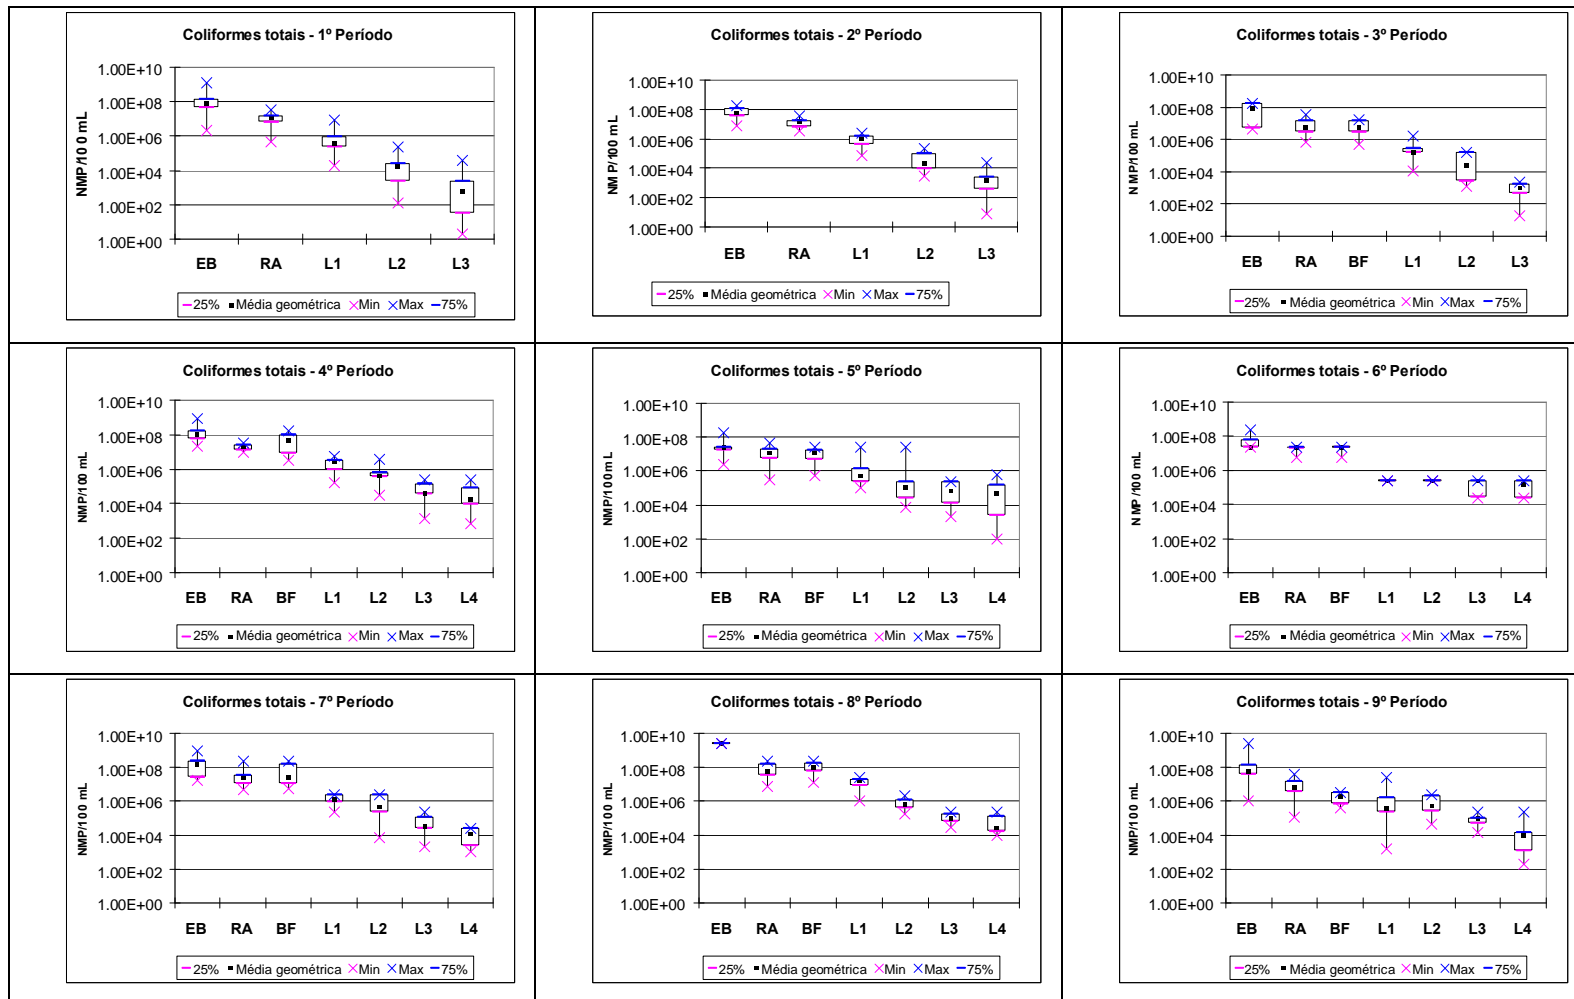 Coliformes totais - 1º Período
NMP/100 mL
1.00E+10
1.00E+08
1.00E+06
1.00E+04
1.00E+02
1.00E+00
EB RA L1 L2 L3
25% Média geométrica Min Max 75%
Coliformes totais - 2º Período
NMP/100 mL
1.00E+10
1.00E+08
1.00E+06
1.00E+04
1.00E+02
1.00E+00
EB RA L1 L2 L3
25% Média geométrica Min Max 75%
Coliformes totais - 3º Período
NMP/100 mL
1.00E+10
1.00E+08
1.00E+06
1.00E+04
1.00E+02
1.00E+00
EB RA BF L1 L2 L3
25% Média geométrica Min Max 75%
Coliformes totais - 4º Período
NMP/100 mL
1.00E+10
1.00E+08
1.00E+06
1.00E+04
1.00E+02
1.00E+00
EB RA BF L1 L2 L3 L4
25% Média geométrica Min Max 75%
Coliformes totais - 5º Período
NMP/100 mL
1.00E+10
1.00E+08
1.00E+06
1.00E+04
1.00E+02
1.00E+00
EB RA BF L1 L2 L3 L4
25% Média geométrica Min Max 75%
Coliformes totais - 6º Período
NMP/100 mL
1.00E+10
1.00E+08
1.00E+06
1.00E+04
1.00E+02
1.00E+00
EB RA BF L1 L2 L3 L4
25% Média geométrica Min Max 75%
Coliformes totais - 7º Período
NMP/100 mL
1.00E+10
1.00E+08
1.00E+06
1.00E+04
1.00E+02
1.00E+00
EB RA BF L1 L2 L3 L4
25% Média geométrica Min Max 75%
Coliformes totais - 8º Período
NMP/100 mL
1.00E+10
1.00E+08
1.00E+06
1.00E+04
1.00E+02
1.00E+00
EB RA BF L1 L2 L3 L4
25% Média geométrica Min Max 75%
Coliformes totais - 9º Período
NMP/100 mL
1.00E+10
1.00E+08
1.00E+06
1.00E+04
1.00E+02
1.00E+00
EB RA BF L1 L2 L3 L4
25% Média geométrica Min Max 75%